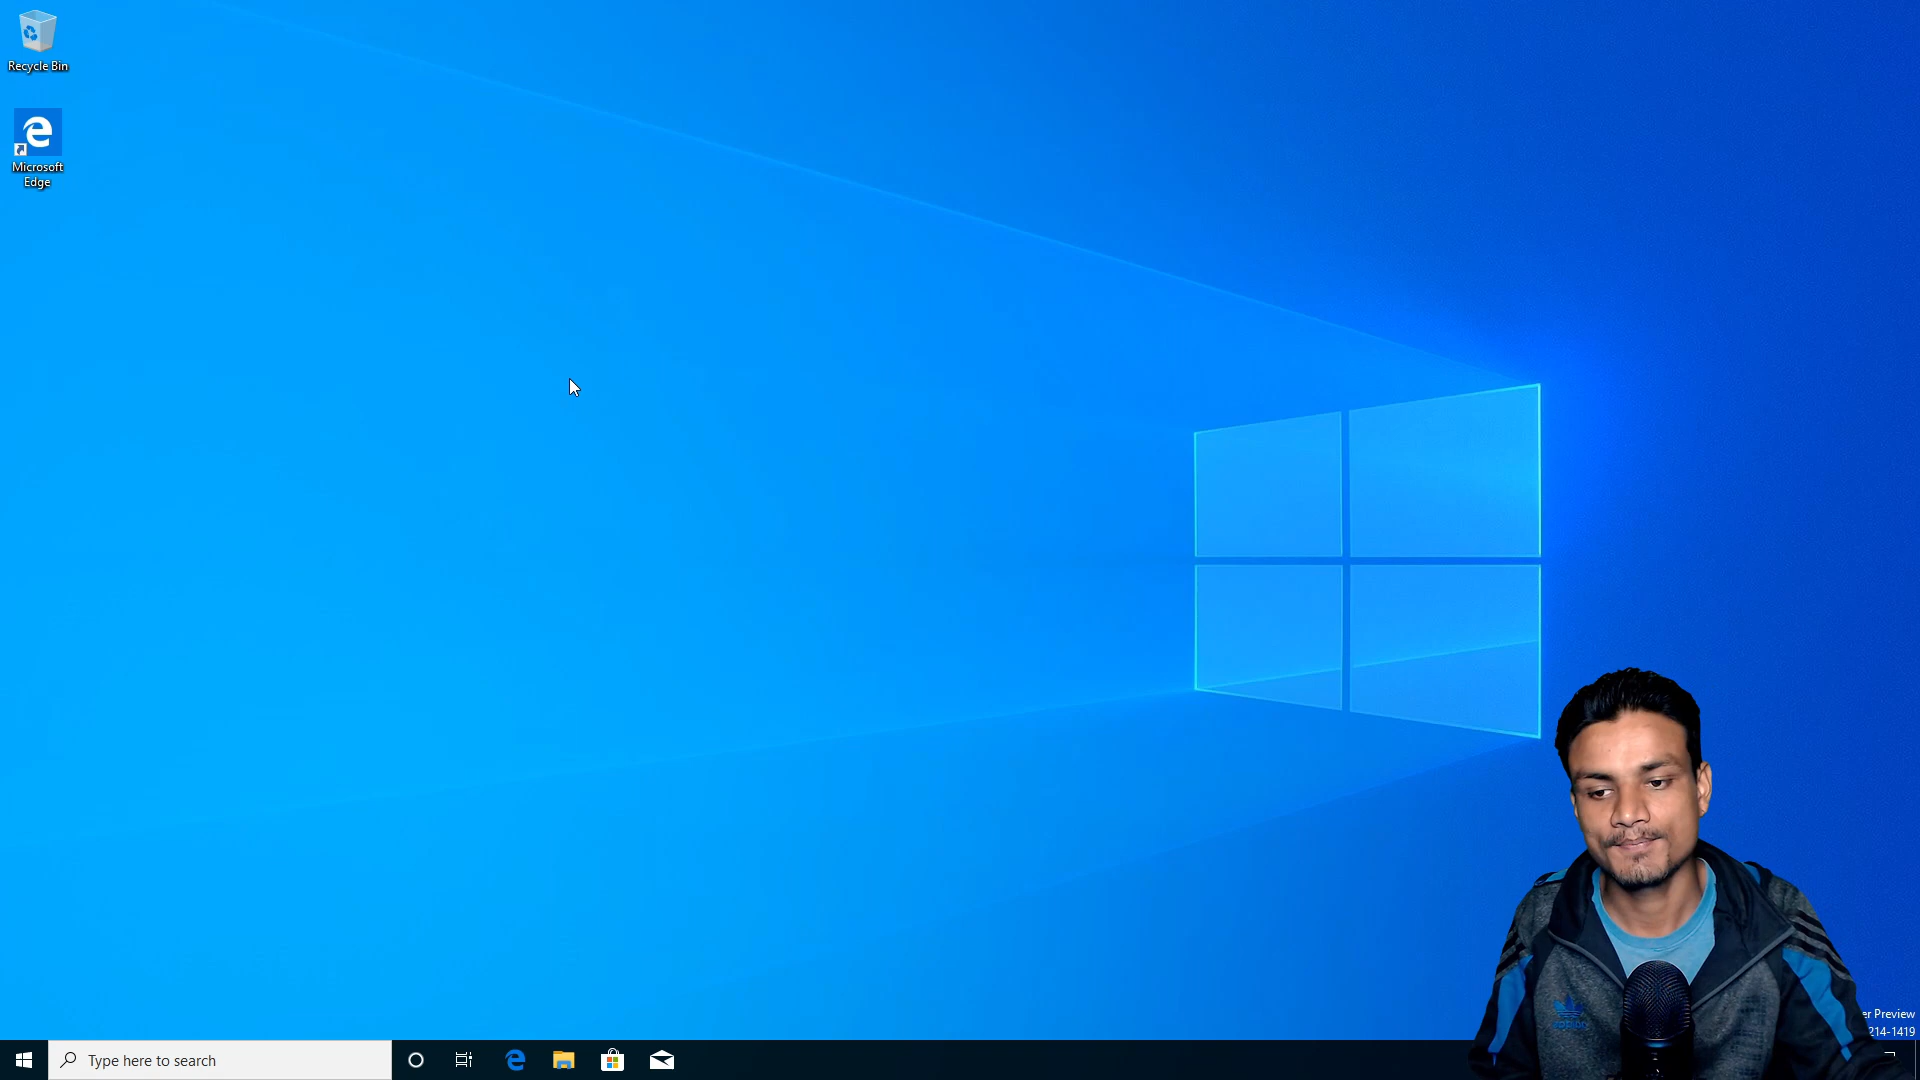 Recycle Bin
Microsoft
Edge
er Preview
214-1419
Type here to search